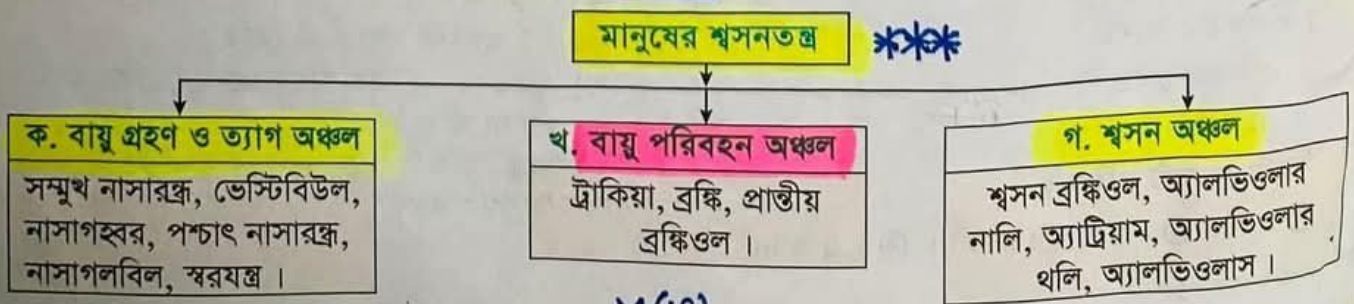 মানুষের শ্বসনতন্ত্র
ক. বায়ু গ্রহণ ও ত্যাগ অঞ্চল
সম্মুখ নাসারন্ধ্র, ভেস্টিবিউল,
নাসাগহ্বর, পশ্চাৎ নাসারন্ধ্র,
নাসাগলবিল, স্বরযন্ত্র ।
খ. বায়ু পরিবহন অঞ্চল
ট্রাকিয়া, ব্রঙ্কি, প্রান্তীয়
ব্রঙ্কিওল ।
গ. শ্বসন অঞ্চল
শ্বসন ব্রঙ্কিওল, অ্যালভিওলার
নালি, অ্যাট্রিয়াম, অ্যালভিওলার
থলি, অ্যালভিওলাস ।